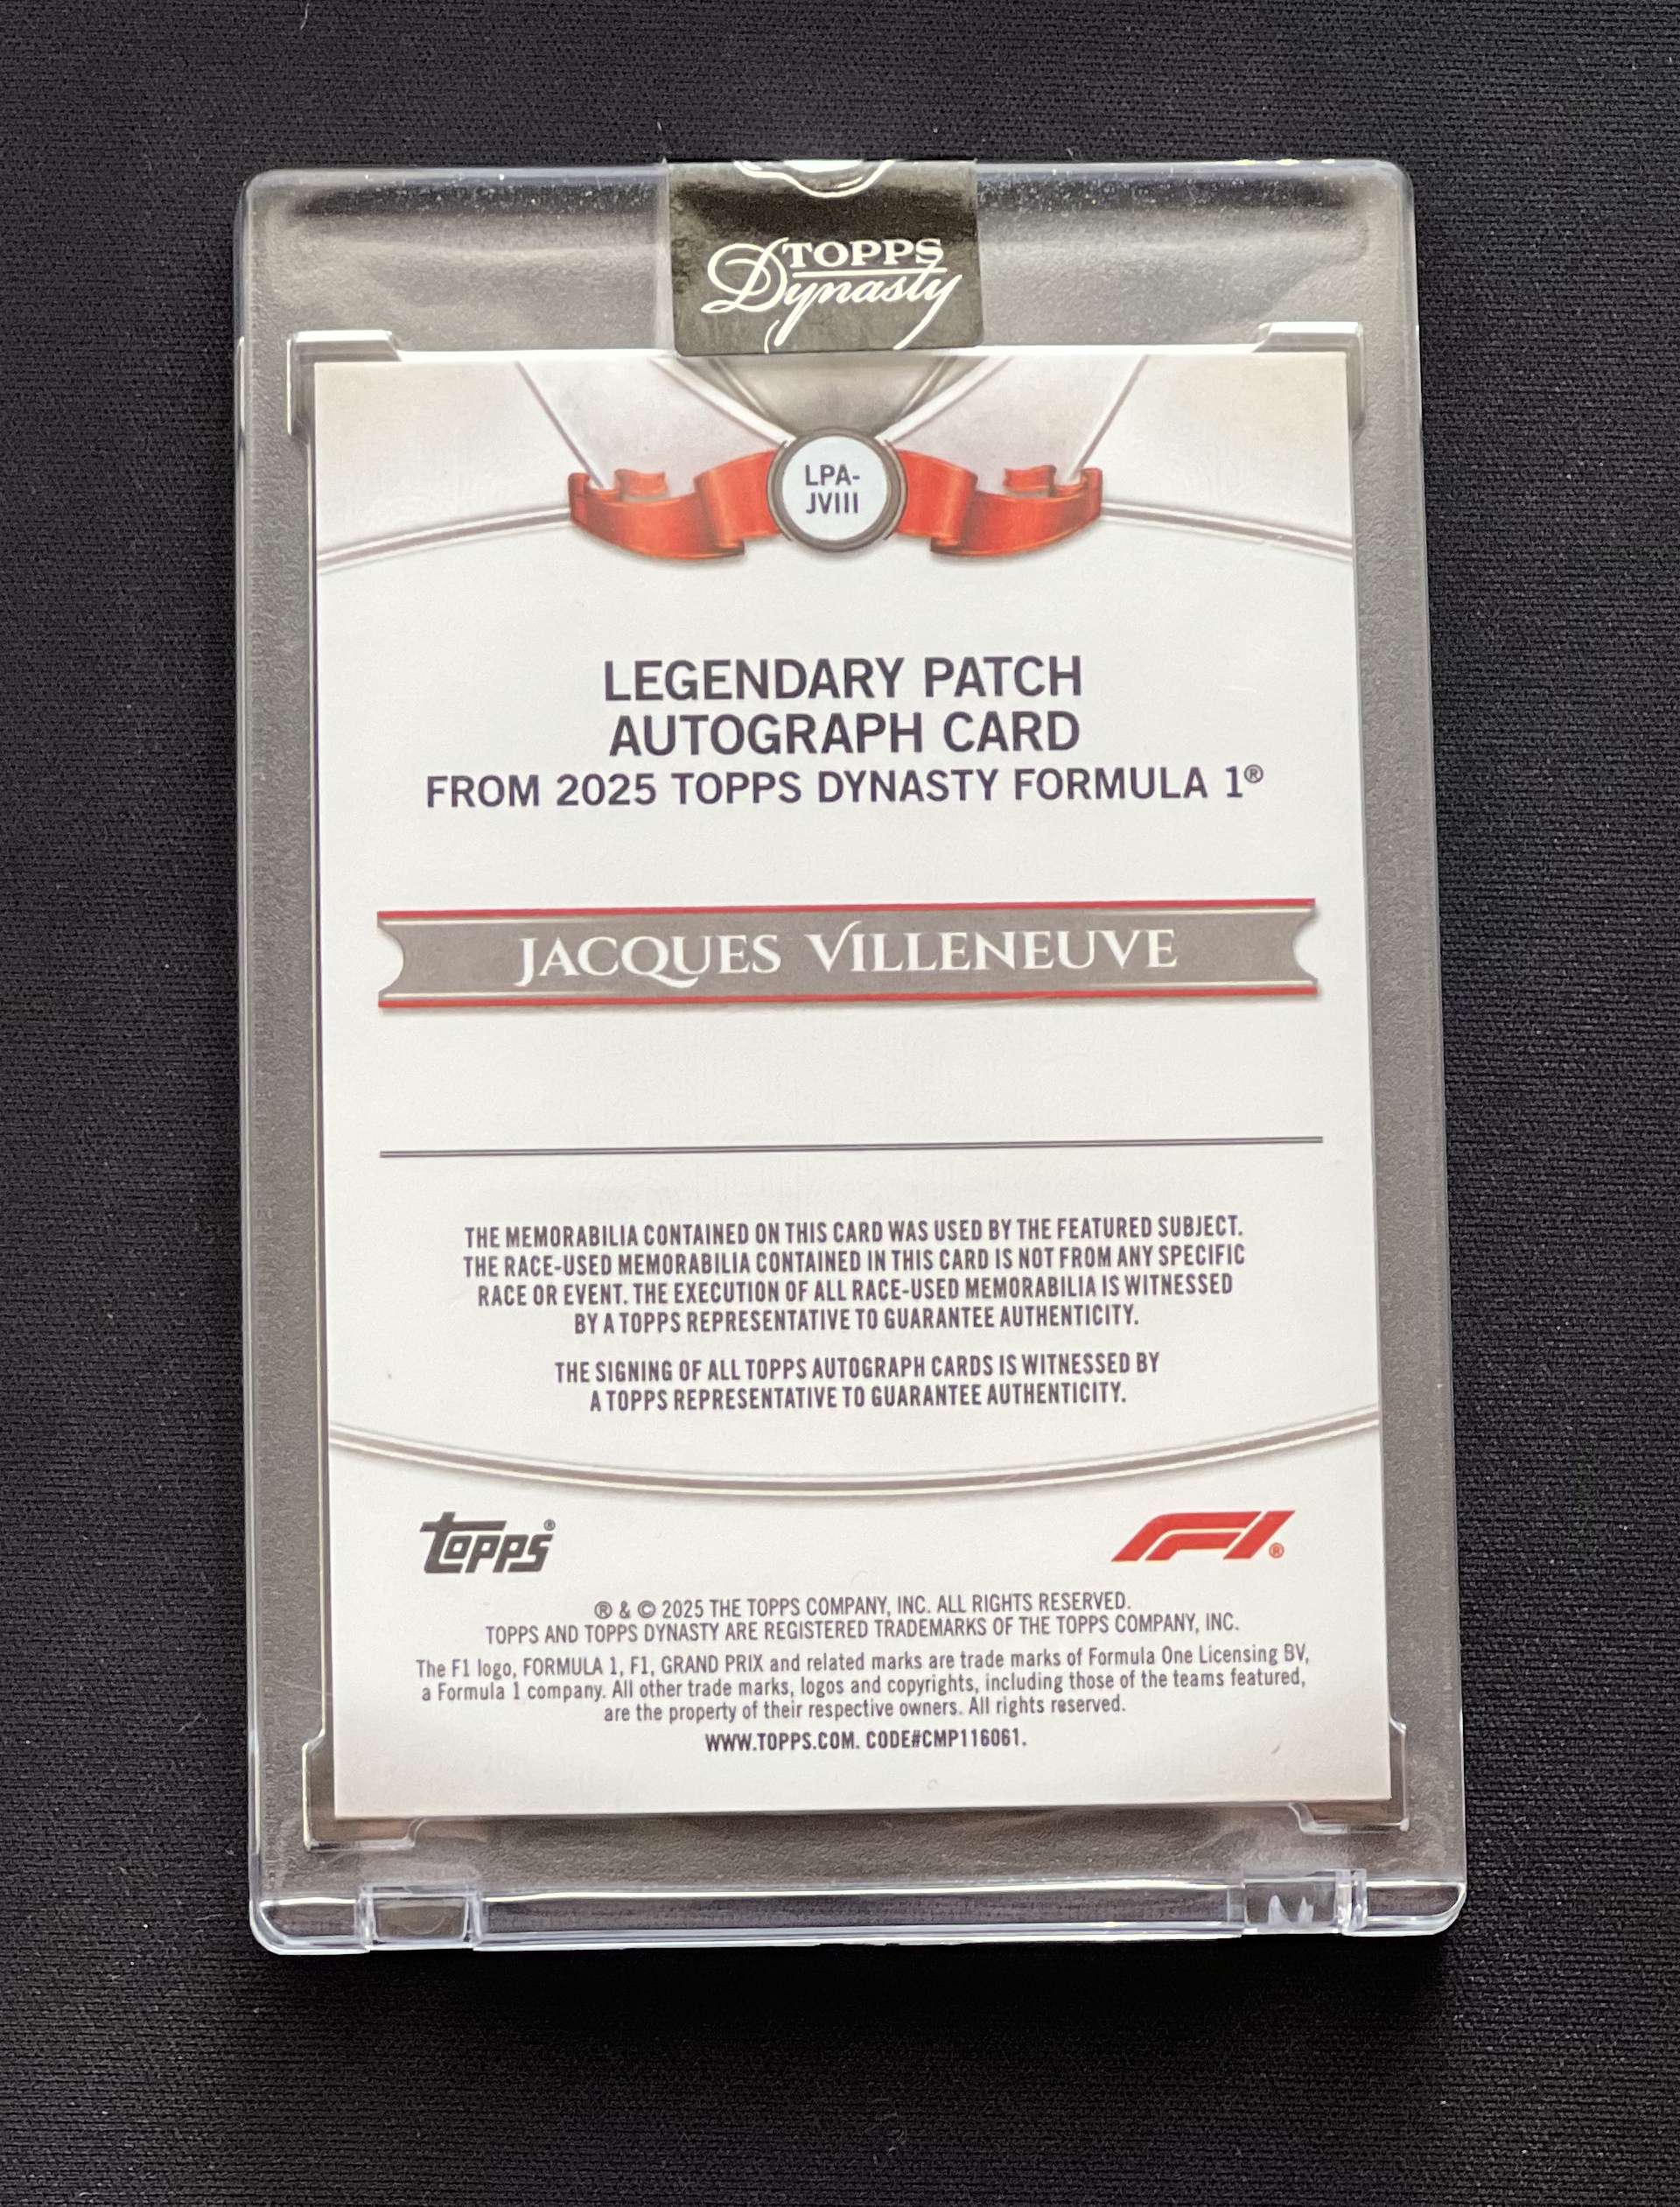 TOPPS
Dynasty
LPA-
JVIII
LEGENDARY PATCH
AUTOGRAPH CARD
FROM 2025 TOPPS DYNASTY FORMULA 1®
JACQUES VILLENEUVE
THE MEMORABILIA CONTAINED ON THIS CARD WAS USED BY THE FEATURED SUBJECT.
THE RACE-USED MEMORABILIA CONTAINED IN THIS CARD IS NOT FROM ANY SPECIFIC
RACE OR EVENT. THE EXECUTION OF ALL RACE-USED MEMORABILIA IS WITNESSED
BY A TOPPS REPRESENTATIVE TO GUARANTEE AUTHENTICITY.
THE SIGNING OF ALL TOPPS AUTOGRAPH CARDS IS WITNESSED BY
A TOPPS REPRESENTATIVE TO GUARANTEE AUTHENTICITY.
topps® F1®
® & © 2025 THE TOPPS COMPANY, INC. ALL RIGHTS RESERVED.
TOPPS AND TOPPS DYNASTY ARE REGISTERED TRADEMARKS OF THE TOPPS COMPANY, INC.
The F1 logo, FORMULA 1, F1, GRAND PRIX and related marks are trade marks of Formula One Licensing BV,
a Formula 1 company. All other trade marks, logos and copyrights, including those of the teams featured,
are the property of their respective owners. All rights reserved.
WWW.TOPPS.COM. CODE#CMP116061.